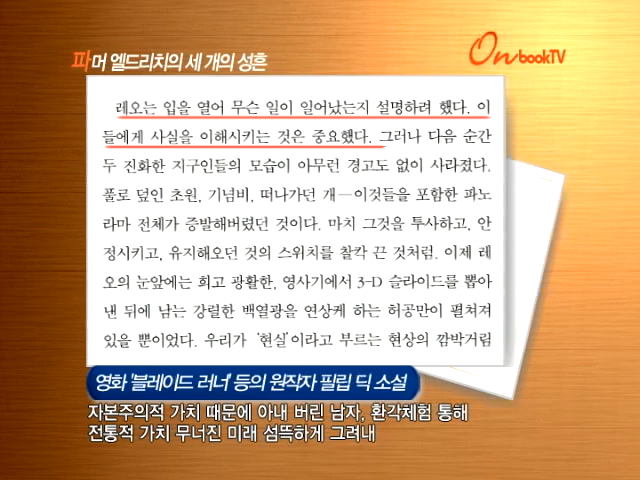 파머 엘드리치의 세 개의 성흔
On bookTV
레오는 입을 열어 무슨 일이 일어났는지 설명하려 했다. 이
들에게 사실을 이해시키는 것은 중요했다. 그러나 다음 순간
두 진화한 지구인들의 모습이 아무런 경고도 없이 사라졌다.
풀로 덮인 초원, 기념비, 떠나가던 개—이것들을 포함한 파노
라마 전체가 증발해버렸던 것이다. 마치 그것을 투사하고, 안
정시키고, 유지해오던 것의 스위치를 찰칵 끈 것처럼. 이제 레
오의 눈앞에는 희고 광활한, 영사기에서 3-D 슬라이드를 뽑아
낸 뒤에 남는 강렬한 백열광을 연상케 하는 허공만이 펼쳐져
있을 뿐이었다. 우리가 '현실'이라고 부르는 현상의 깜박거림
영화 '블레이드 러너' 등의 원작자 필립 딕 소설
자본주의적 가치 때문에 아내 버린 남자, 환각체험 통해
전통적 가치 무너진 미래 섬뜩하게 그려내